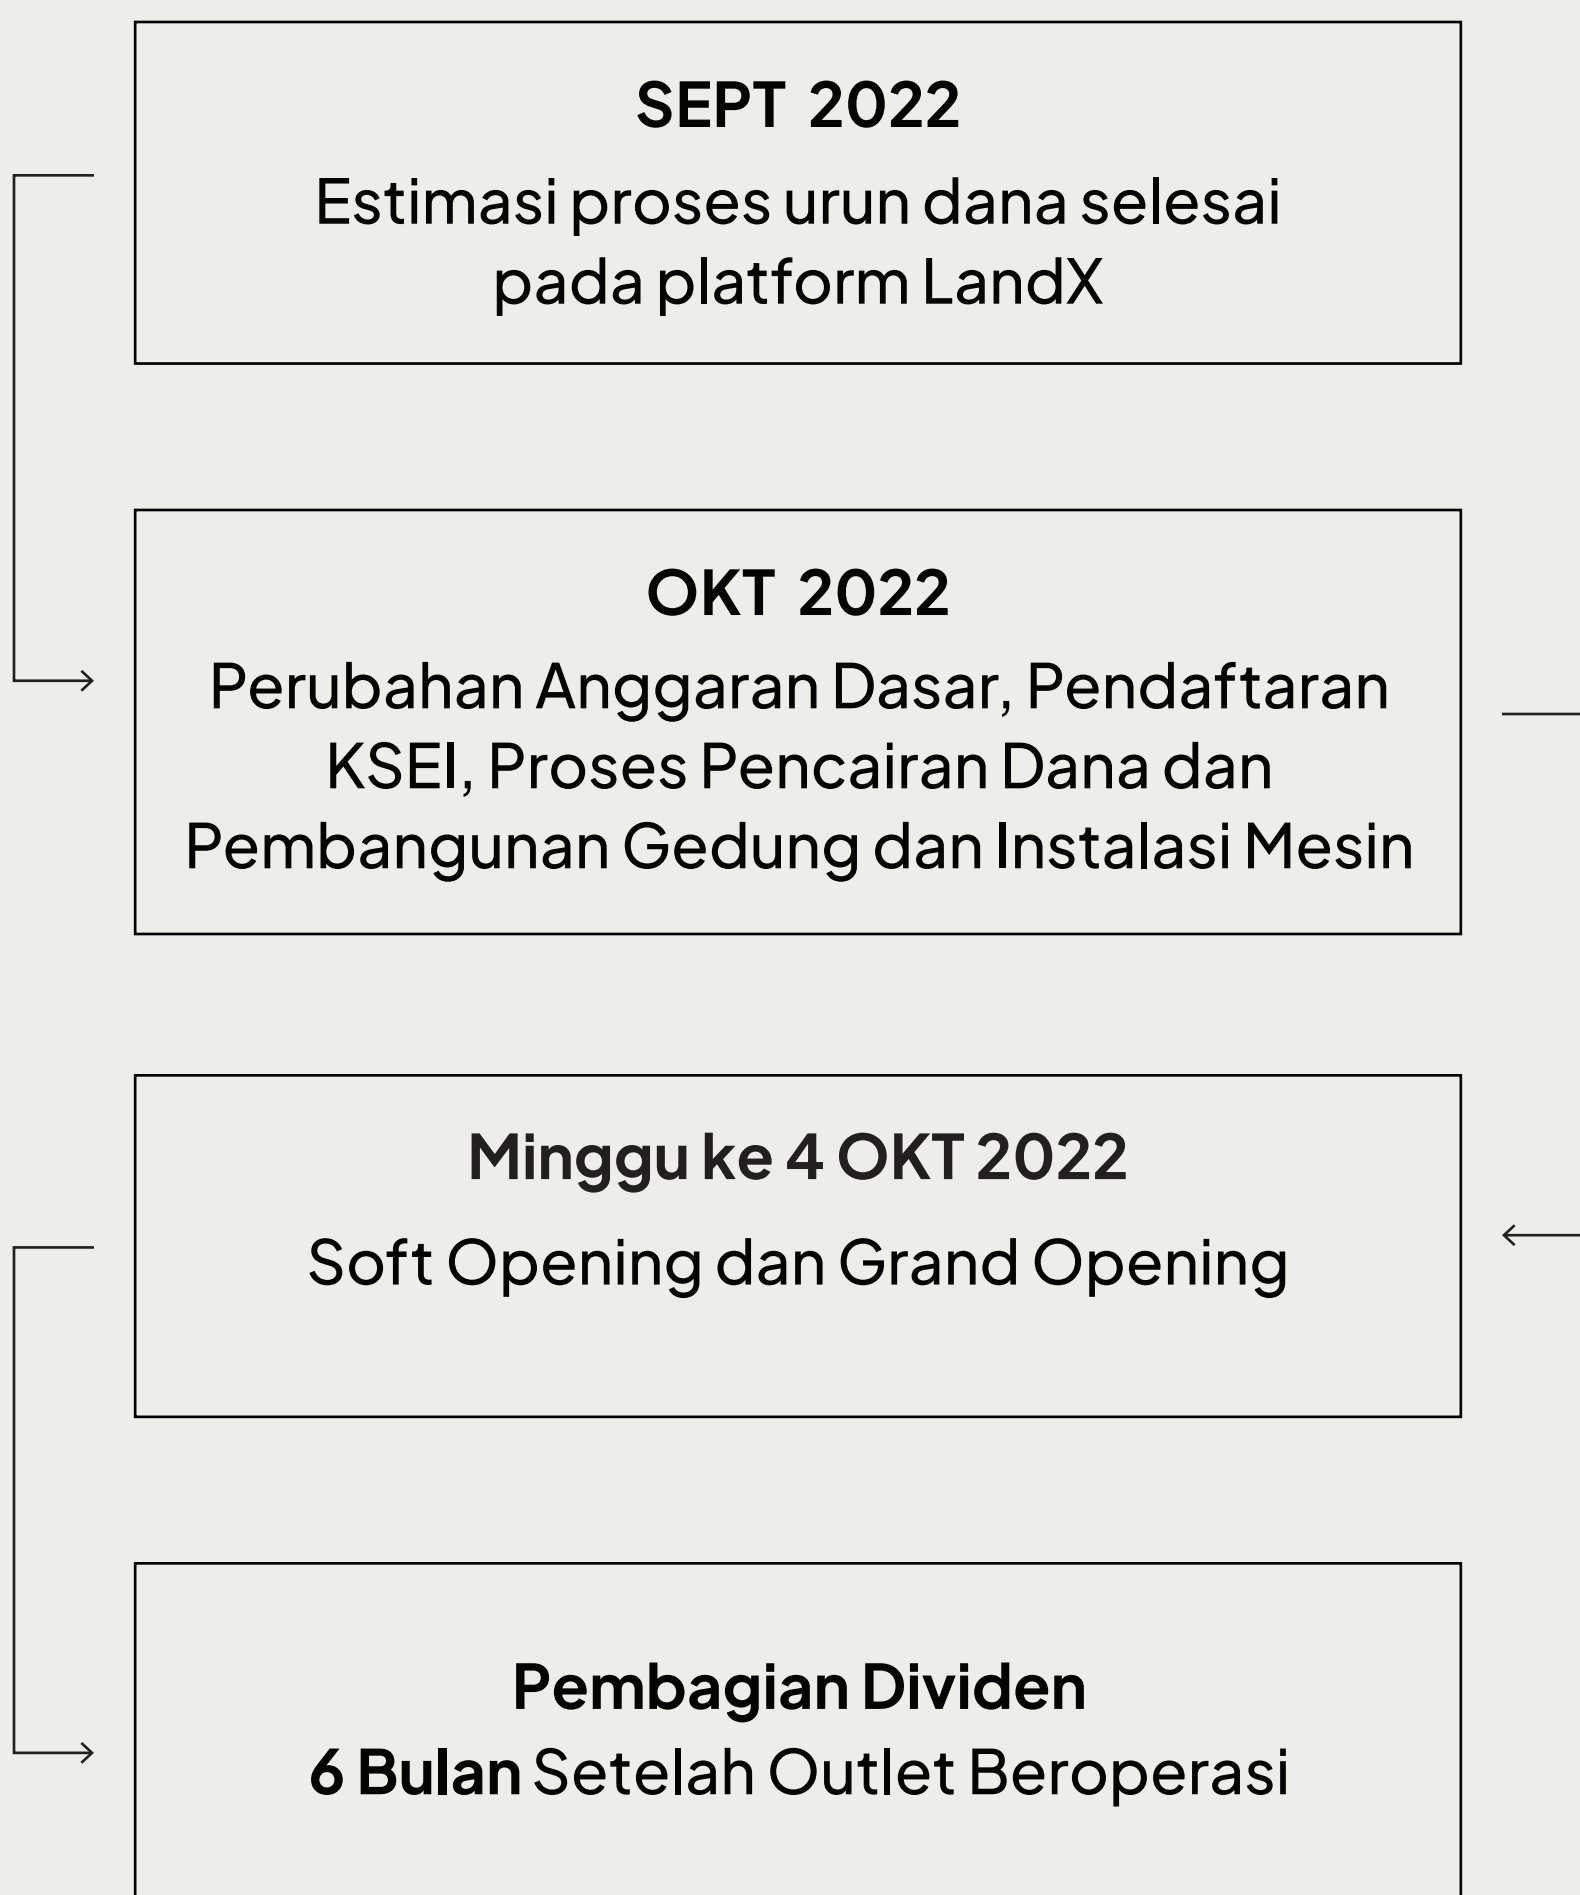 SEPT 2022
Estimasi proses urun dana selesai
pada platform LandX
OKT 2022
Perubahan Anggaran Dasar, Pendaftaran
KSEI, Proses Pencairan Dana dan
Pembangunan Gedung dan Instalasi Mesin
Minggu ke 4 OKT 2022
Soft Opening dan Grand Opening
Pembagian Dividen
6 Bulan Setelah Outlet Beroperasi